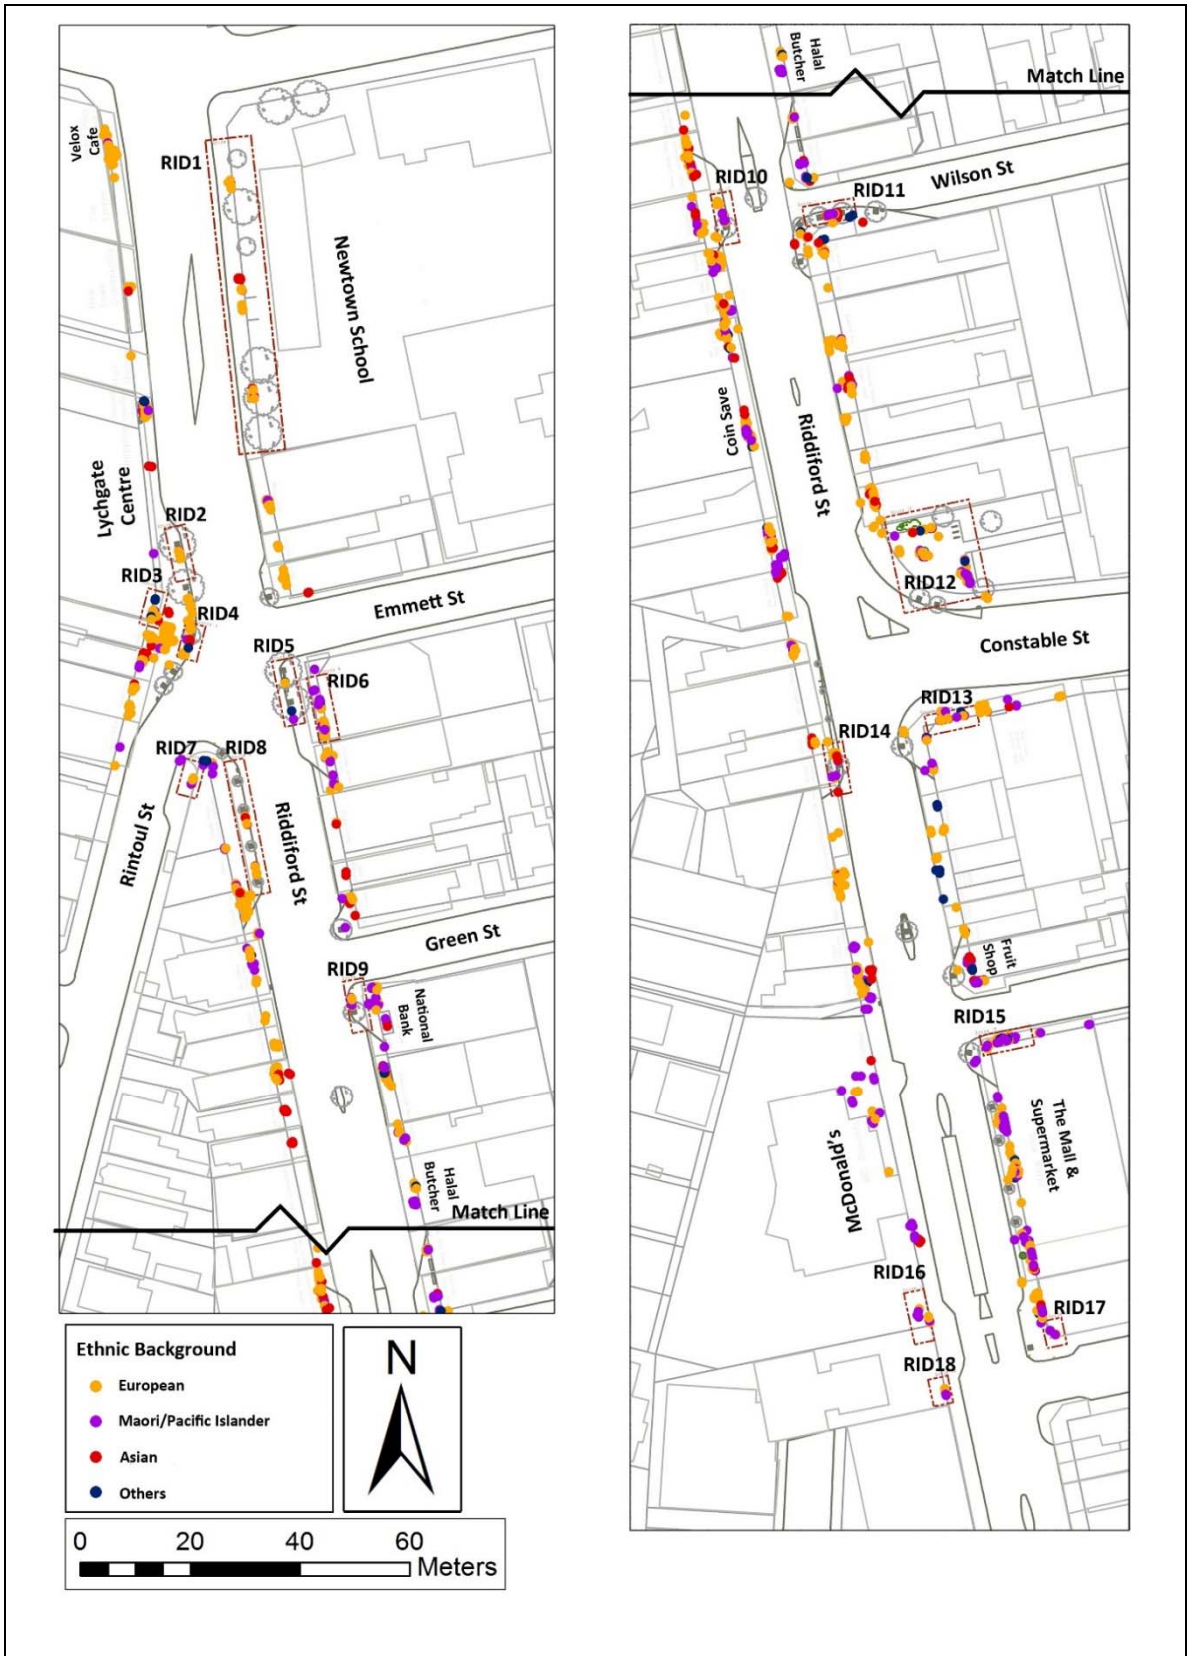 Velox
Cafe
RID1
Newtown School
Lychgate
Centre
RID2
RID3
RID4
Emmett St
RID5
RID6
RID7
RID8
Rintoul St
Riddiford St
Green St
RID9
National
Bank
Halal
Butcher
Match Line
Halal
Butcher
Match Line
RID10
RID11
Wilson St
Coin Save
Riddiford St
RID12
Constable St
RID13
RID14
Fruit
Shop
RID15
The Mall &
Supermarket
McDonald's
RID16
RID17
RID18
Ethnic Background
European
Maori/Pacific Islander
Asian
Others
N
0 20 40 60
Meters